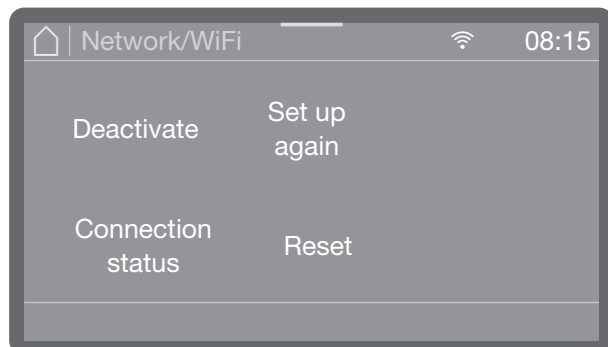 Network/WiFi 08:15
Deactivate
Set up
again
Connection
status
Reset